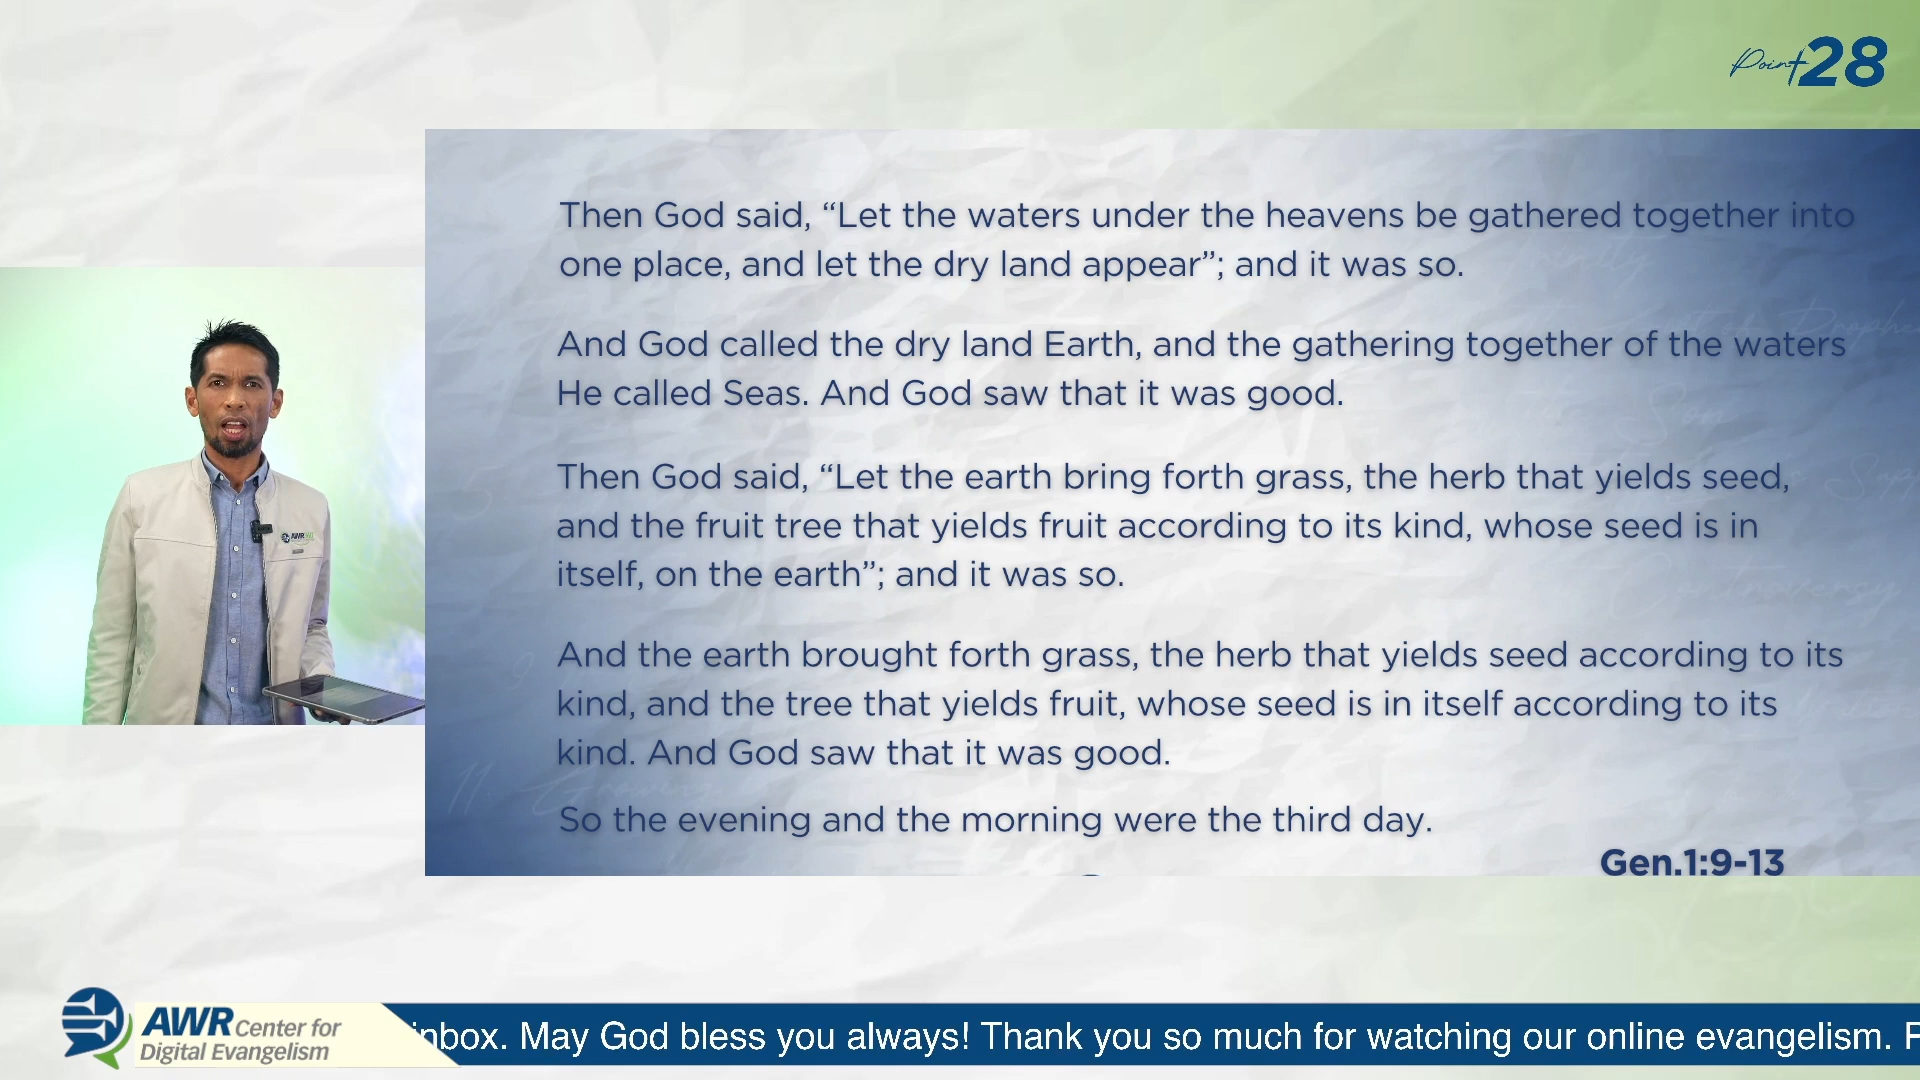 Point 28
Then God said, “Let the waters under the heavens be gathered together into
one place, and let the dry land appear”; and it was so.
And God called the dry land Earth, and the gathering together of the waters
He called Seas. And God saw that it was good.
Then God said, “Let the earth bring forth grass, the herb that yields seed,
and the fruit tree that yields fruit according to its kind, whose seed is in
itself, on the earth”; and it was so.
And the earth brought forth grass, the herb that yields seed according to its
kind, and the tree that yields fruit, whose seed is in itself according to its
kind. And God saw that it was good.
So the evening and the morning were the third day.
Gen.1:9-13
AWR
AWR Center for
Digital Evangelism
nbox. May God bless you always! Thank you so much for watching our online evangelism.